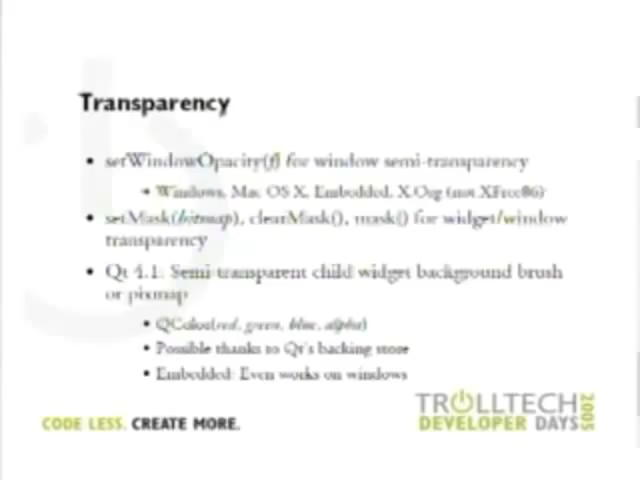 Transparency
• setWindowOpacity(f) for window semi-transparency
Windows, Mac OS X, Embedded, X.Org (not XFree86)
• setMask(bitmap), clearMask(), mask() for widget/window
transparency
• Qt 4.1: Semi-transparent child widget background brush
or pixmap
• QColor(red, green, blue, alpha)
• Possible thanks to Qt's backing store
• Embedded: Even works on windows
TROLLTECH
DEVELOPER DAYS 2005
CODE LESS. CREATE MORE.